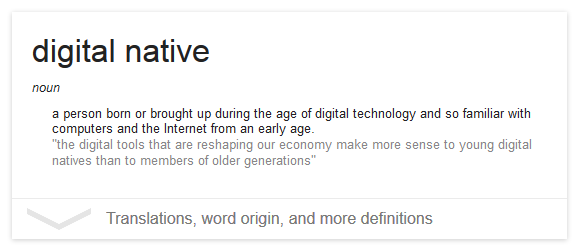 digital native
noun
a person born or brought up during the age of digital technology and so familiar with
computers and the Internet from an early age.
"the digital tools that are reshaping our economy make more sense to young digital
natives than to members of older generations"
Translations, word origin, and more definitions